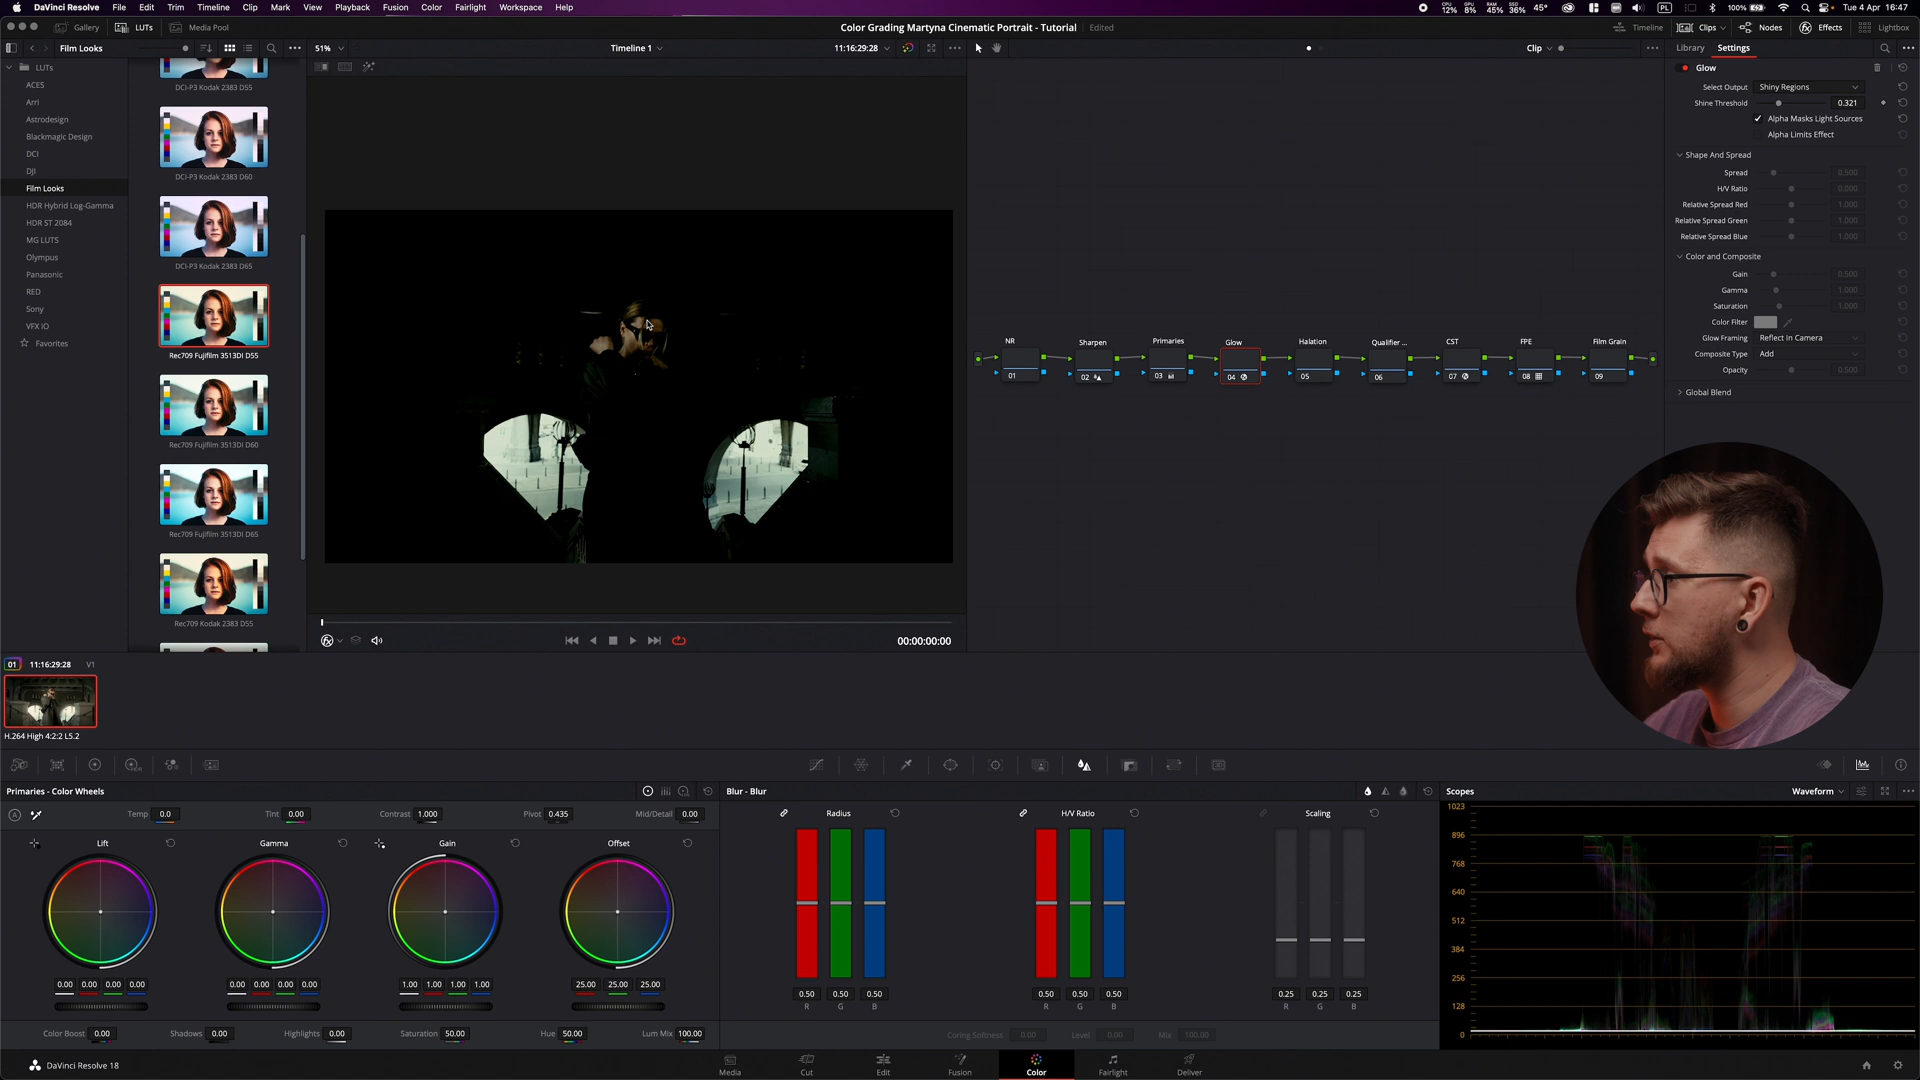 DaVinci Resolve File Edit Trim Timeline Clip Mark View Playback Fusion Color Fairlight Workspace Help
CPU 12% GPU 8% RAM 45% SSD 36% 45° PL 100% Tue 4 Apr 16:47
Gallery LUTs Media Pool
Color Grading Martyna Cinematic Portrait - Tutorial Edited
Timeline Clips Nodes Effects Lightbox
Film Looks
51%
Timeline 1
11:16:29:28
Clip
Library Settings
LUTs
ACES
Arri
Astrodesign
Blackmagic Design
DCI
DJI
Film Looks
HDR Hybrid Log-Gamma
HDR ST 2084
MG LUTS
Olympus
Panasonic
RED
Sony
VFX IO
Favorites
DCI-P3 Kodak 2383 D55
DCI-P3 Kodak 2383 D60
DCI-P3 Kodak 2383 D65
Rec709 Fujifilm 3513DI D55
Rec709 Fujifilm 3513DI D60
Rec709 Fujifilm 3513DI D65
Rec709 Kodak 2383 D55
00:00:00:00
NR
01
Sharpen
02
Primaries
03
Glow
04
Halation
05
Qualifier ...
06
CST
07
FPE
08
Film Grain
09
Glow
Select Output Shiny Regions
Shine Threshold 0.321
Alpha Masks Light Sources
Alpha Limits Effect
Shape And Spread
Spread 0.500
H/V Ratio 0.000
Relative Spread Red 1.000
Relative Spread Green 1.000
Relative Spread Blue 1.000
Color and Composite
Gain 0.500
Gamma 1.000
Saturation 1.000
Color Filter
Glow Framing Reflect In Camera
Composite Type Add
Opacity 0.500
Global Blend
01 11:16:29:28 V1
H.264 High 4:2:2 L5.2
Primaries - Color Wheels
Temp 0.0 Tint 0.00 Contrast 1.000 Pivot 0.435 Mid/Detail 0.00
Lift Gamma Gain Offset
0.00 0.00 0.00 0.00
0.00 0.00 0.00 0.00
1.00 1.00 1.00 1.00
25.00 25.00 25.00
Color Boost 0.00 Shadows 0.00 Highlights 0.00 Saturation 50.00 Hue 50.00 Lum Mix 100.00
Blur - Blur
Radius H/V Ratio Scaling
0.50 0.50 0.50
R G B
0.50 0.50 0.50
R G B
0.25 0.25 0.25
R G B
Coring Softness 0.00 Level 0.00 Mix 100.00
Scopes Waveform
1023
896
768
640
512
384
256
128
0
DaVinci Resolve 18
Media Cut Edit Fusion Color Fairlight Deliver